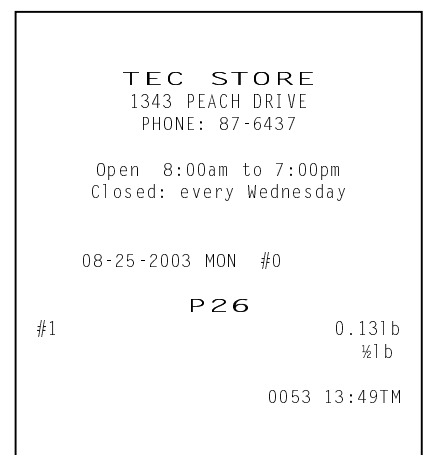 TEC STORE
1343 PEACH DRIVE
PHONE: 87-6437
Open 8:00am to 7:00pm
Closed: every Wednesday
08-25-2003 MON #0
P26
#1 0.13lb
½lb
0053 13:49TM